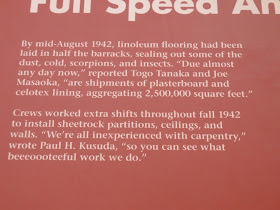 Full Speed
By mid-August 1942, linoleum flooring had been
laid in half the barracks, sealing out some of the
dust, cold, scorpions, and insects. “Due almost
any day now,” reported Togo Tanaka and Joe
Masaoka, “are shipments of plasterboard and
celotex lining, aggregating 2,500,000 square feet.”
Crews worked extra shifts throughout fall 1942
to install sheetrock partitions, ceilings, and
walls. “We’re all inexperienced with carpentry,”
wrote Paul H. Kusuda, “so you can see what
beeeoooteeful work we do.”